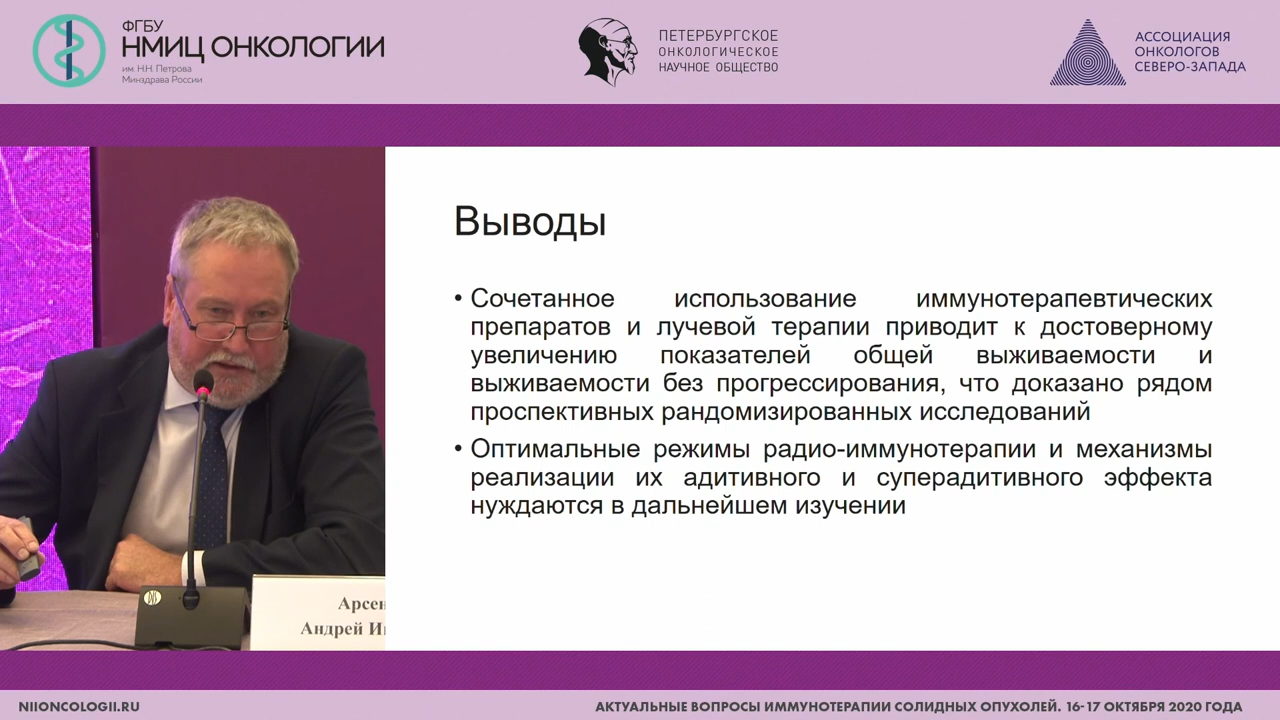 ФГБУ
НМИЦ ОНКОЛОГИИ
им. Н.Н. Петрова
Минздрава России
ПЕТЕРБУРГСКОЕ
ОНКОЛОГИЧЕСКОЕ
НАУЧНОЕ ОБЩЕСТВО
АССОЦИАЦИЯ
ОНКОЛОГОВ
СЕВЕРО-ЗАПАДА
Выводы
• Сочетанное использование иммунотерапевтических
препаратов и лучевой терапии приводит к достоверному
увеличению показателей общей выживаемости и
выживаемости без прогрессирования, что доказано рядом
проспективных рандомизированных исследований
• Оптимальные режимы радио-иммунотерапии и механизмы
реализации их адитивного и суперадитивного эффекта
нуждаются в дальнейшем изучении
Арсен
Андрей И
NIIONCOLOGII.RU
АКТУАЛЬНЫЕ ВОПРОСЫ ИММУНОТЕРАПИИ СОЛИДНЫХ ОПУХОЛЕЙ. 16-17 ОКТЯБРЯ 2020 ГОДА